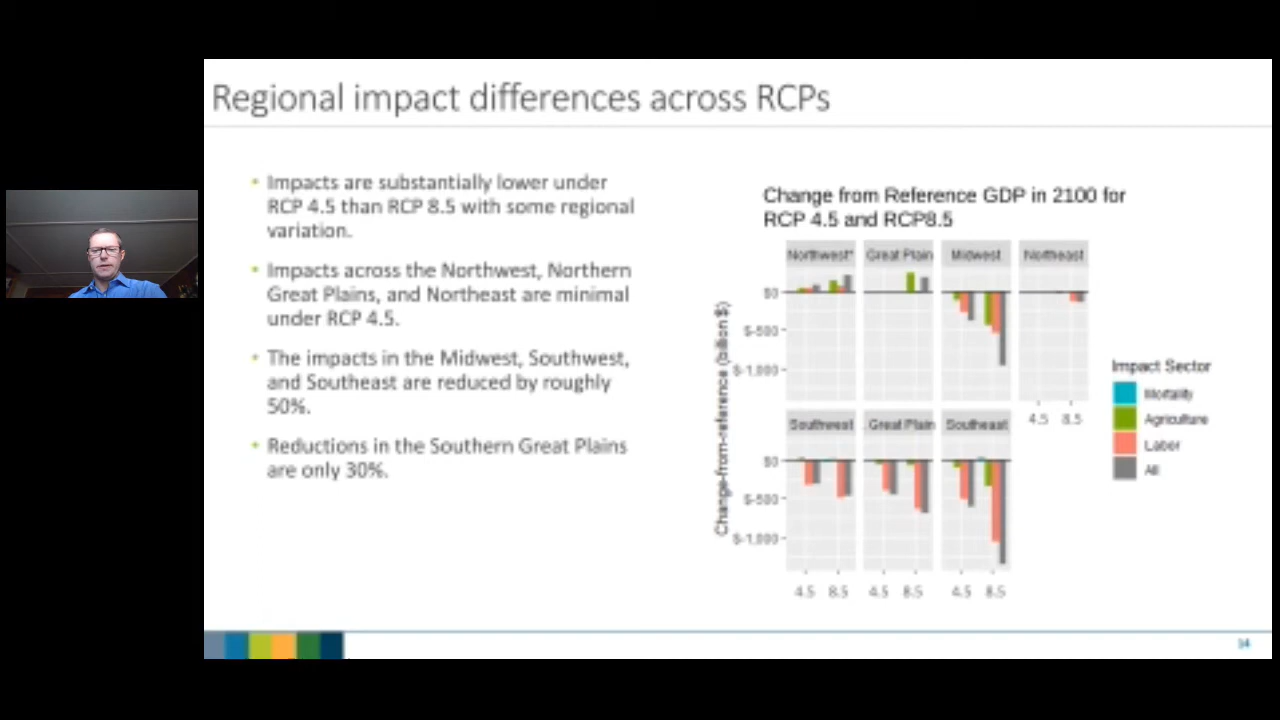 Regional impact differences across RCPs
• Impacts are substantially lower under
RCP 4.5 than RCP 8.5 with some regional
variation.
• Impacts across the Northwest, Northern
Great Plains, and Northeast are minimal
under RCP 4.5.
• The impacts in the Midwest, Southwest,
and Southeast are reduced by roughly
50%.
• Reductions in the Southern Great Plains
are only 30%.
Change from Reference GDP in 2100 for
RCP 4.5 and RCP8.5
Change-from-reference (billion $)
Northwest* Great Plain Midwest Northeast
$0
$-500
$-1,000
4.5 8.5
Southwest . Great Plain Southeast
$0
$-500
$-1,000
4.5 8.5 4.5 8.5 4.5 8.5
Impact Sector
Mortality
Agriculture
Labor
All
14